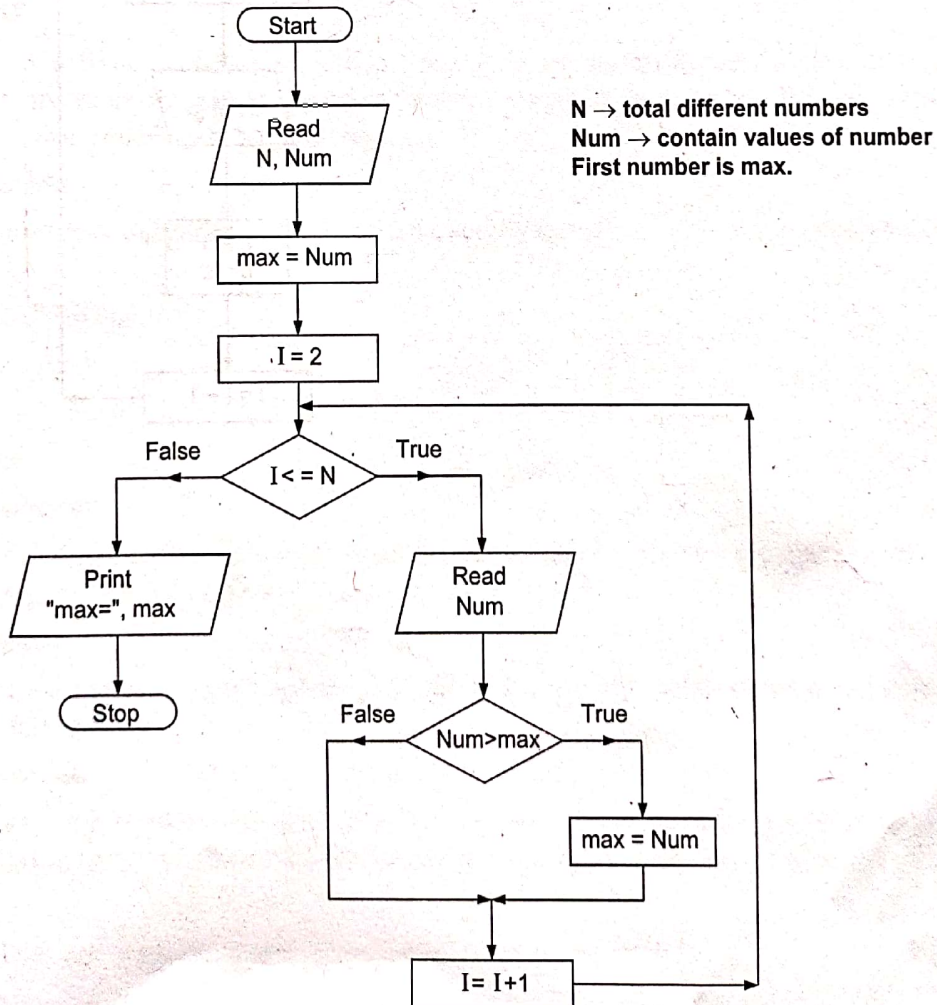 Start
Read
N, Num
max = Num
I = 2
I < = N
False
True
Print
"max=", max
Stop
Read
Num
Num>max
False
True
max = Num
I = I+1
N → total different numbers
Num → contain values of number
First number is max.